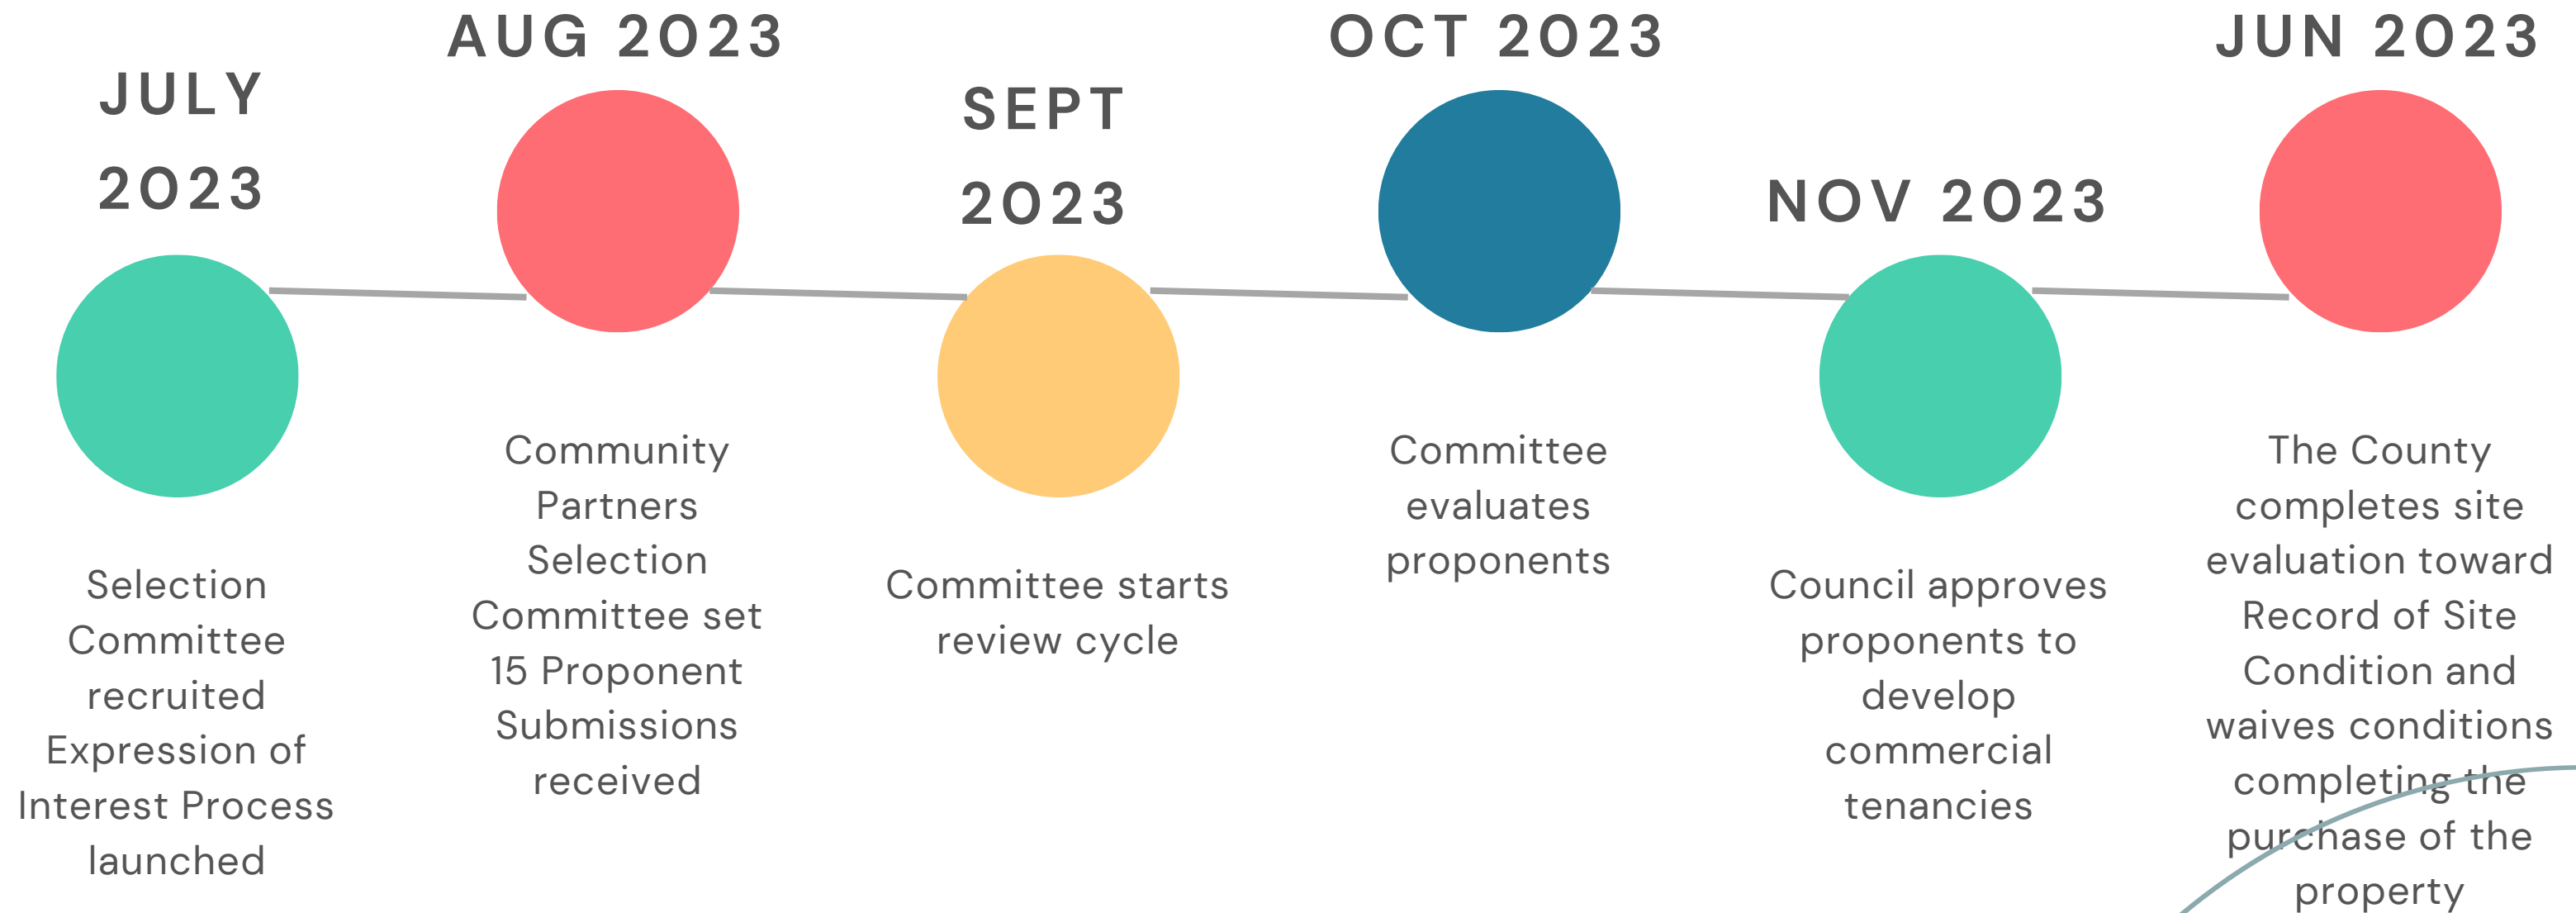 JULY
2023
Selection
Committee
recruited
Expression of
Interest Process
launched
AUG 2023
Community
Partners
Selection
Committee set
15 Proponent
Submissions
received
SEPT
2023
Committee starts
review cycle
OCT 2023
Committee
evaluates
proponents
NOV 2023
Council approves
proponents to
develop
commercial
tenancies
JUN 2023
The County
completes site
evaluation toward
Record of Site
Condition and
waives conditions
completing the
purchase of the
property